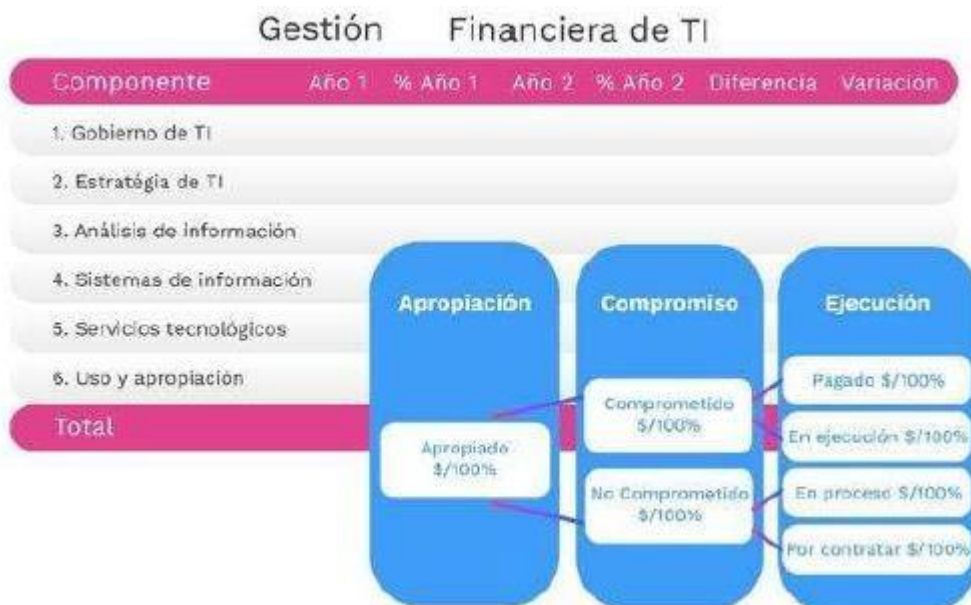 Gestión Financiera de TI
Componente Año 1 % Año 1 Año 2 % Año 2 Diferencia Variación
1. Gobierno de TI
2. Estratégia de TI
3. Análisis de información
4. Sistemas de información
5. Servicios tecnológicos
6. Uso y apropiación
Total
Apropiación
Apropiado
$/100%
Compromiso
Comprometido
$/100%
No Comprometido
$/100%
Ejecución
Pagado $/100%
En ejecución $/100%
En proceso $/100%
Por contratar $/100%